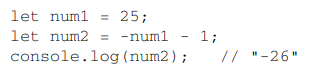 let num1 = 25;
let num2 = -num1 - 1;
console.log(num2);   // "-26"